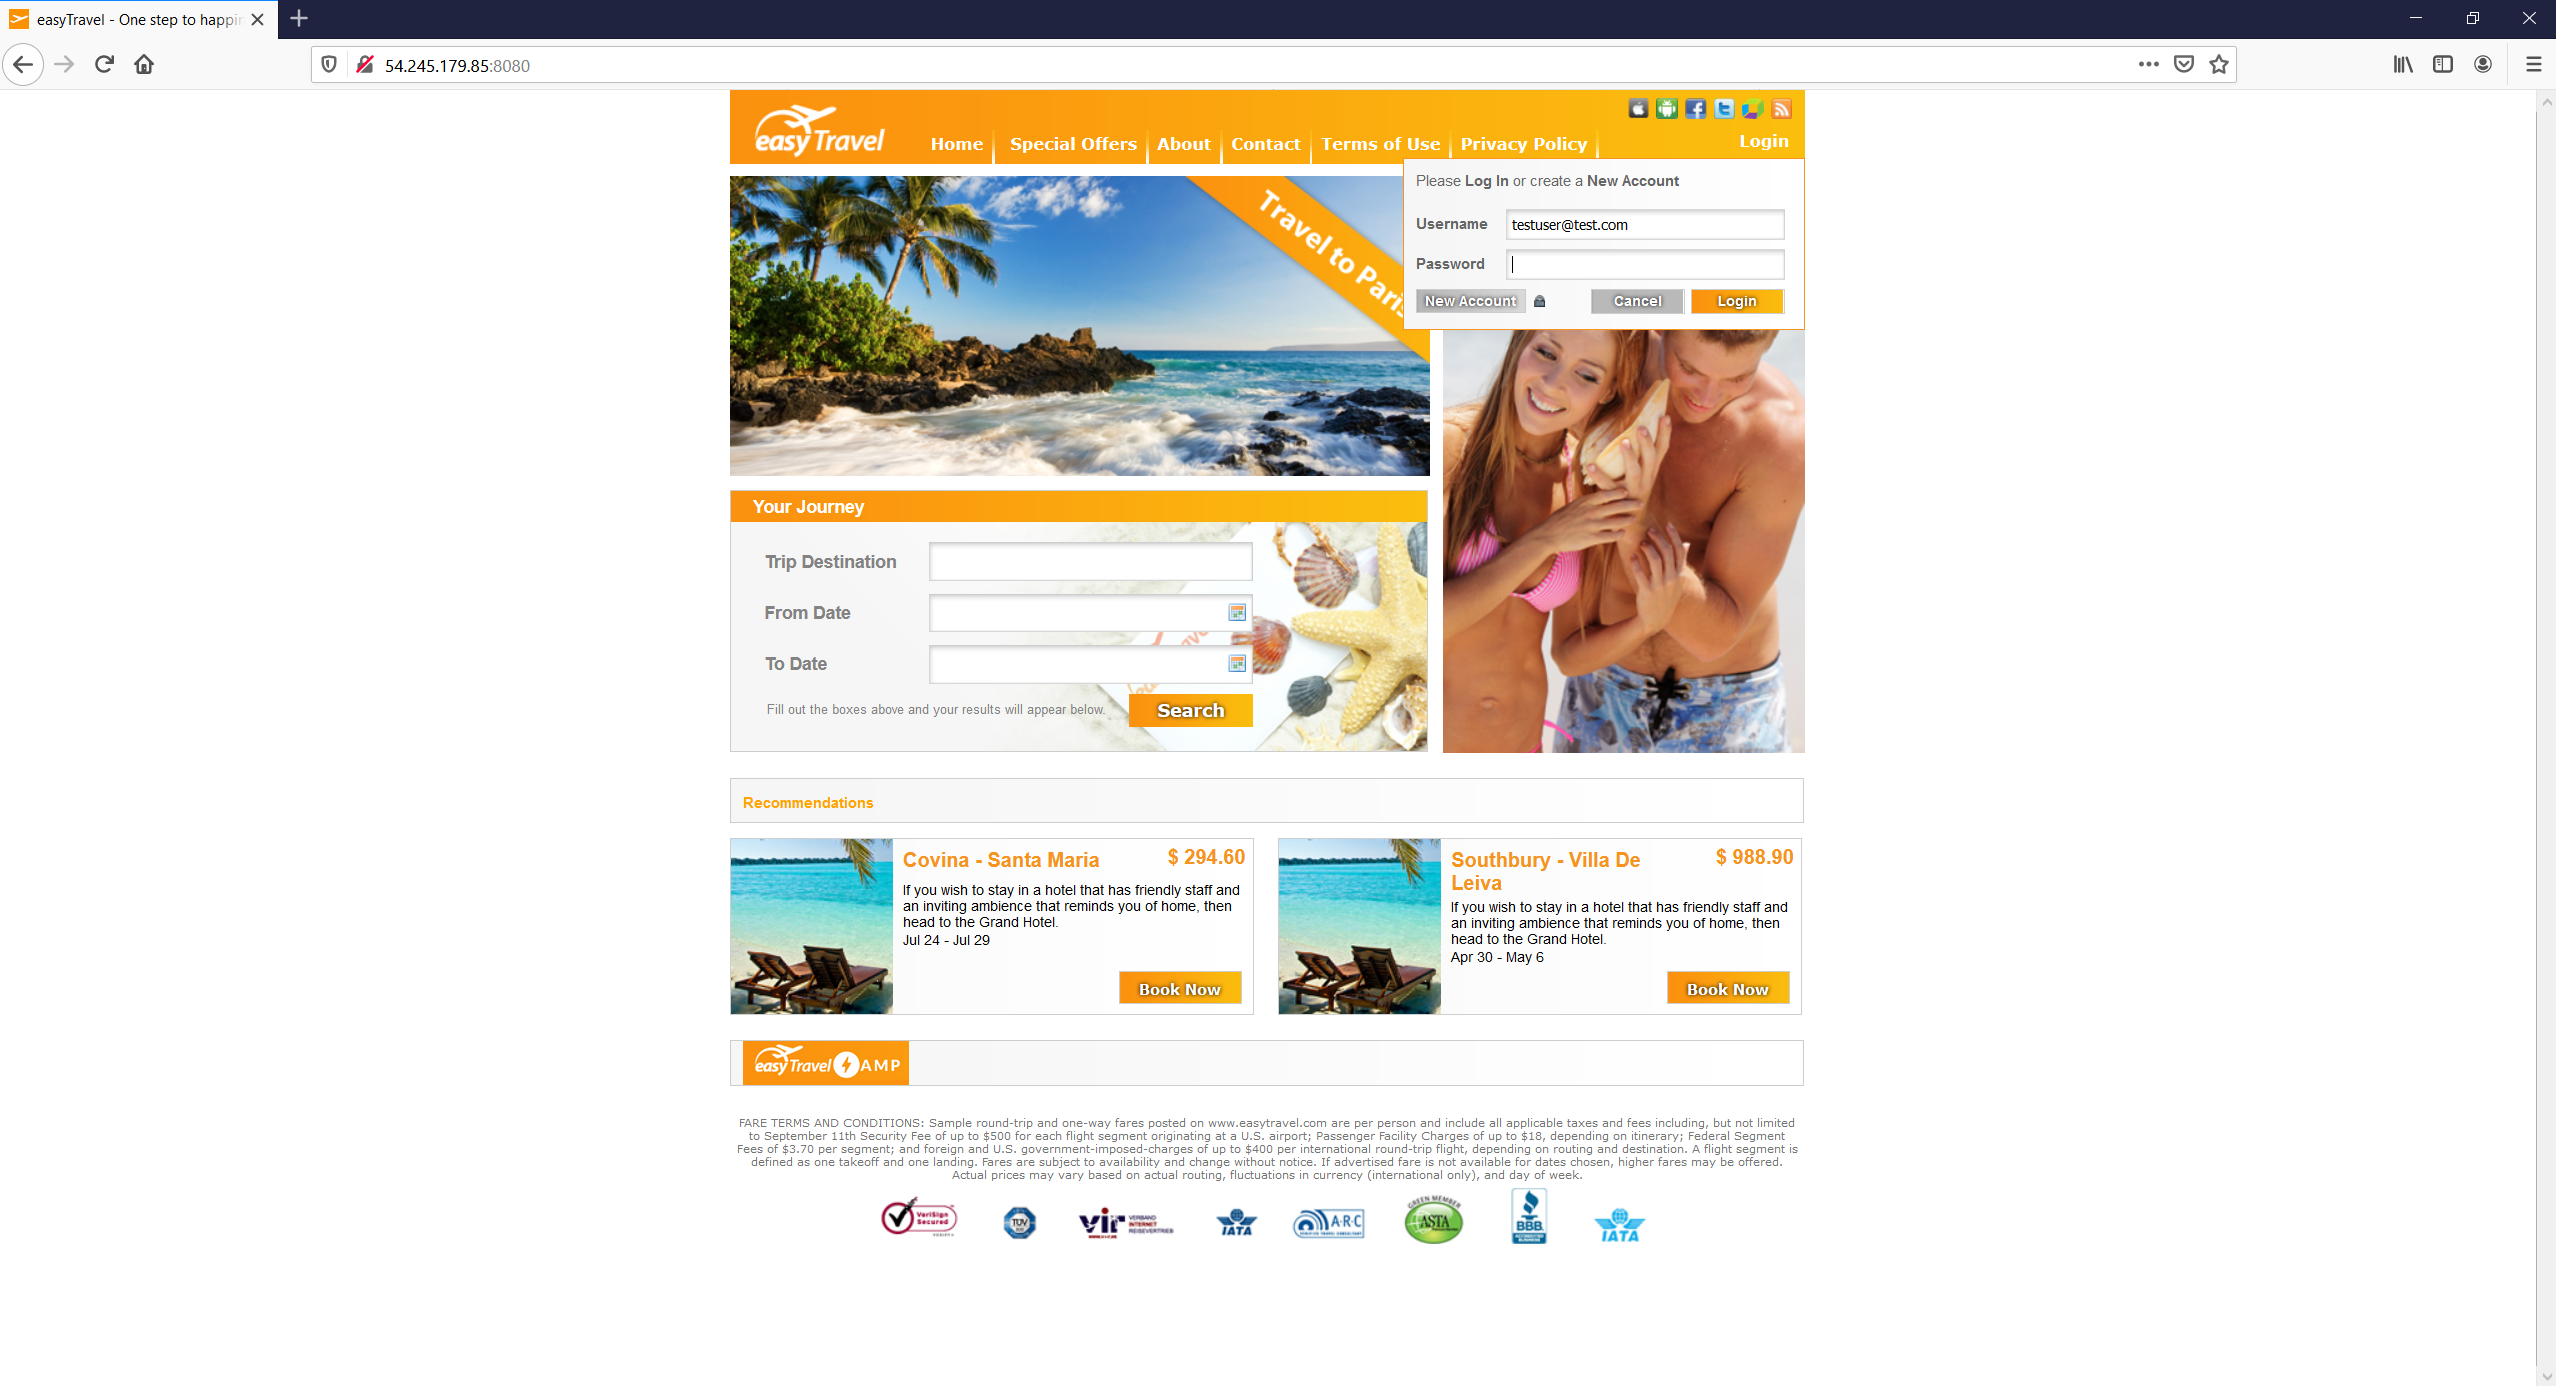 easyTravel - One step to happin
54.245.179.85:8080
easyTravel
Home
Special Offers
About
Contact
Terms of Use
Privacy Policy
Login
Please Log In or create a New Account
Username
testuser@test.com
Password
New Account
Cancel
Login
Travel to Paris
Your Journey
Trip Destination
From Date
To Date
Fill out the boxes above and your results will appear below.
Search
Recommendations
Covina - Santa Maria
$ 294.60
If you wish to stay in a hotel that has friendly staff and
an inviting ambience that reminds you of home, then
head to the Grand Hotel.
Jul 24 - Jul 29
Book Now
Southbury - Villa De
Leiva
$ 988.90
If you wish to stay in a hotel that has friendly staff and
an inviting ambience that reminds you of home, then
head to the Grand Hotel.
Apr 30 - May 6
Book Now
easyTravel AMP
FARE TERMS AND CONDITIONS: Sample round-trip and one-way fares posted on www.easytravel.com are per person and include all applicable taxes and fees including, but not limited
to September 11th Security Fee of up to $500 for each flight segment originating at a U.S. airport; Passenger Facility Charges of up to $18, depending on itinerary; Federal Segment
Fees of $3.70 per segment; and foreign and U.S. government-imposed-charges of up to $400 per international round-trip flight, depending on routing and destination. A flight segment is
defined as one takeoff and one landing. Fares are subject to availability and change without notice. If advertised fare is not available for dates chosen, higher fares may be offered.
Actual prices may vary based on actual routing, fluctuations in currency (international only), and day of week.
VeriSign
Secured
TÜV
vir
VERBAND
INTERNET
REISEVERTRIEB
IATA
A·R·C
GREEN MEMBER
ASTA
BBB
ACCREDITED
BUSINESS
IATA